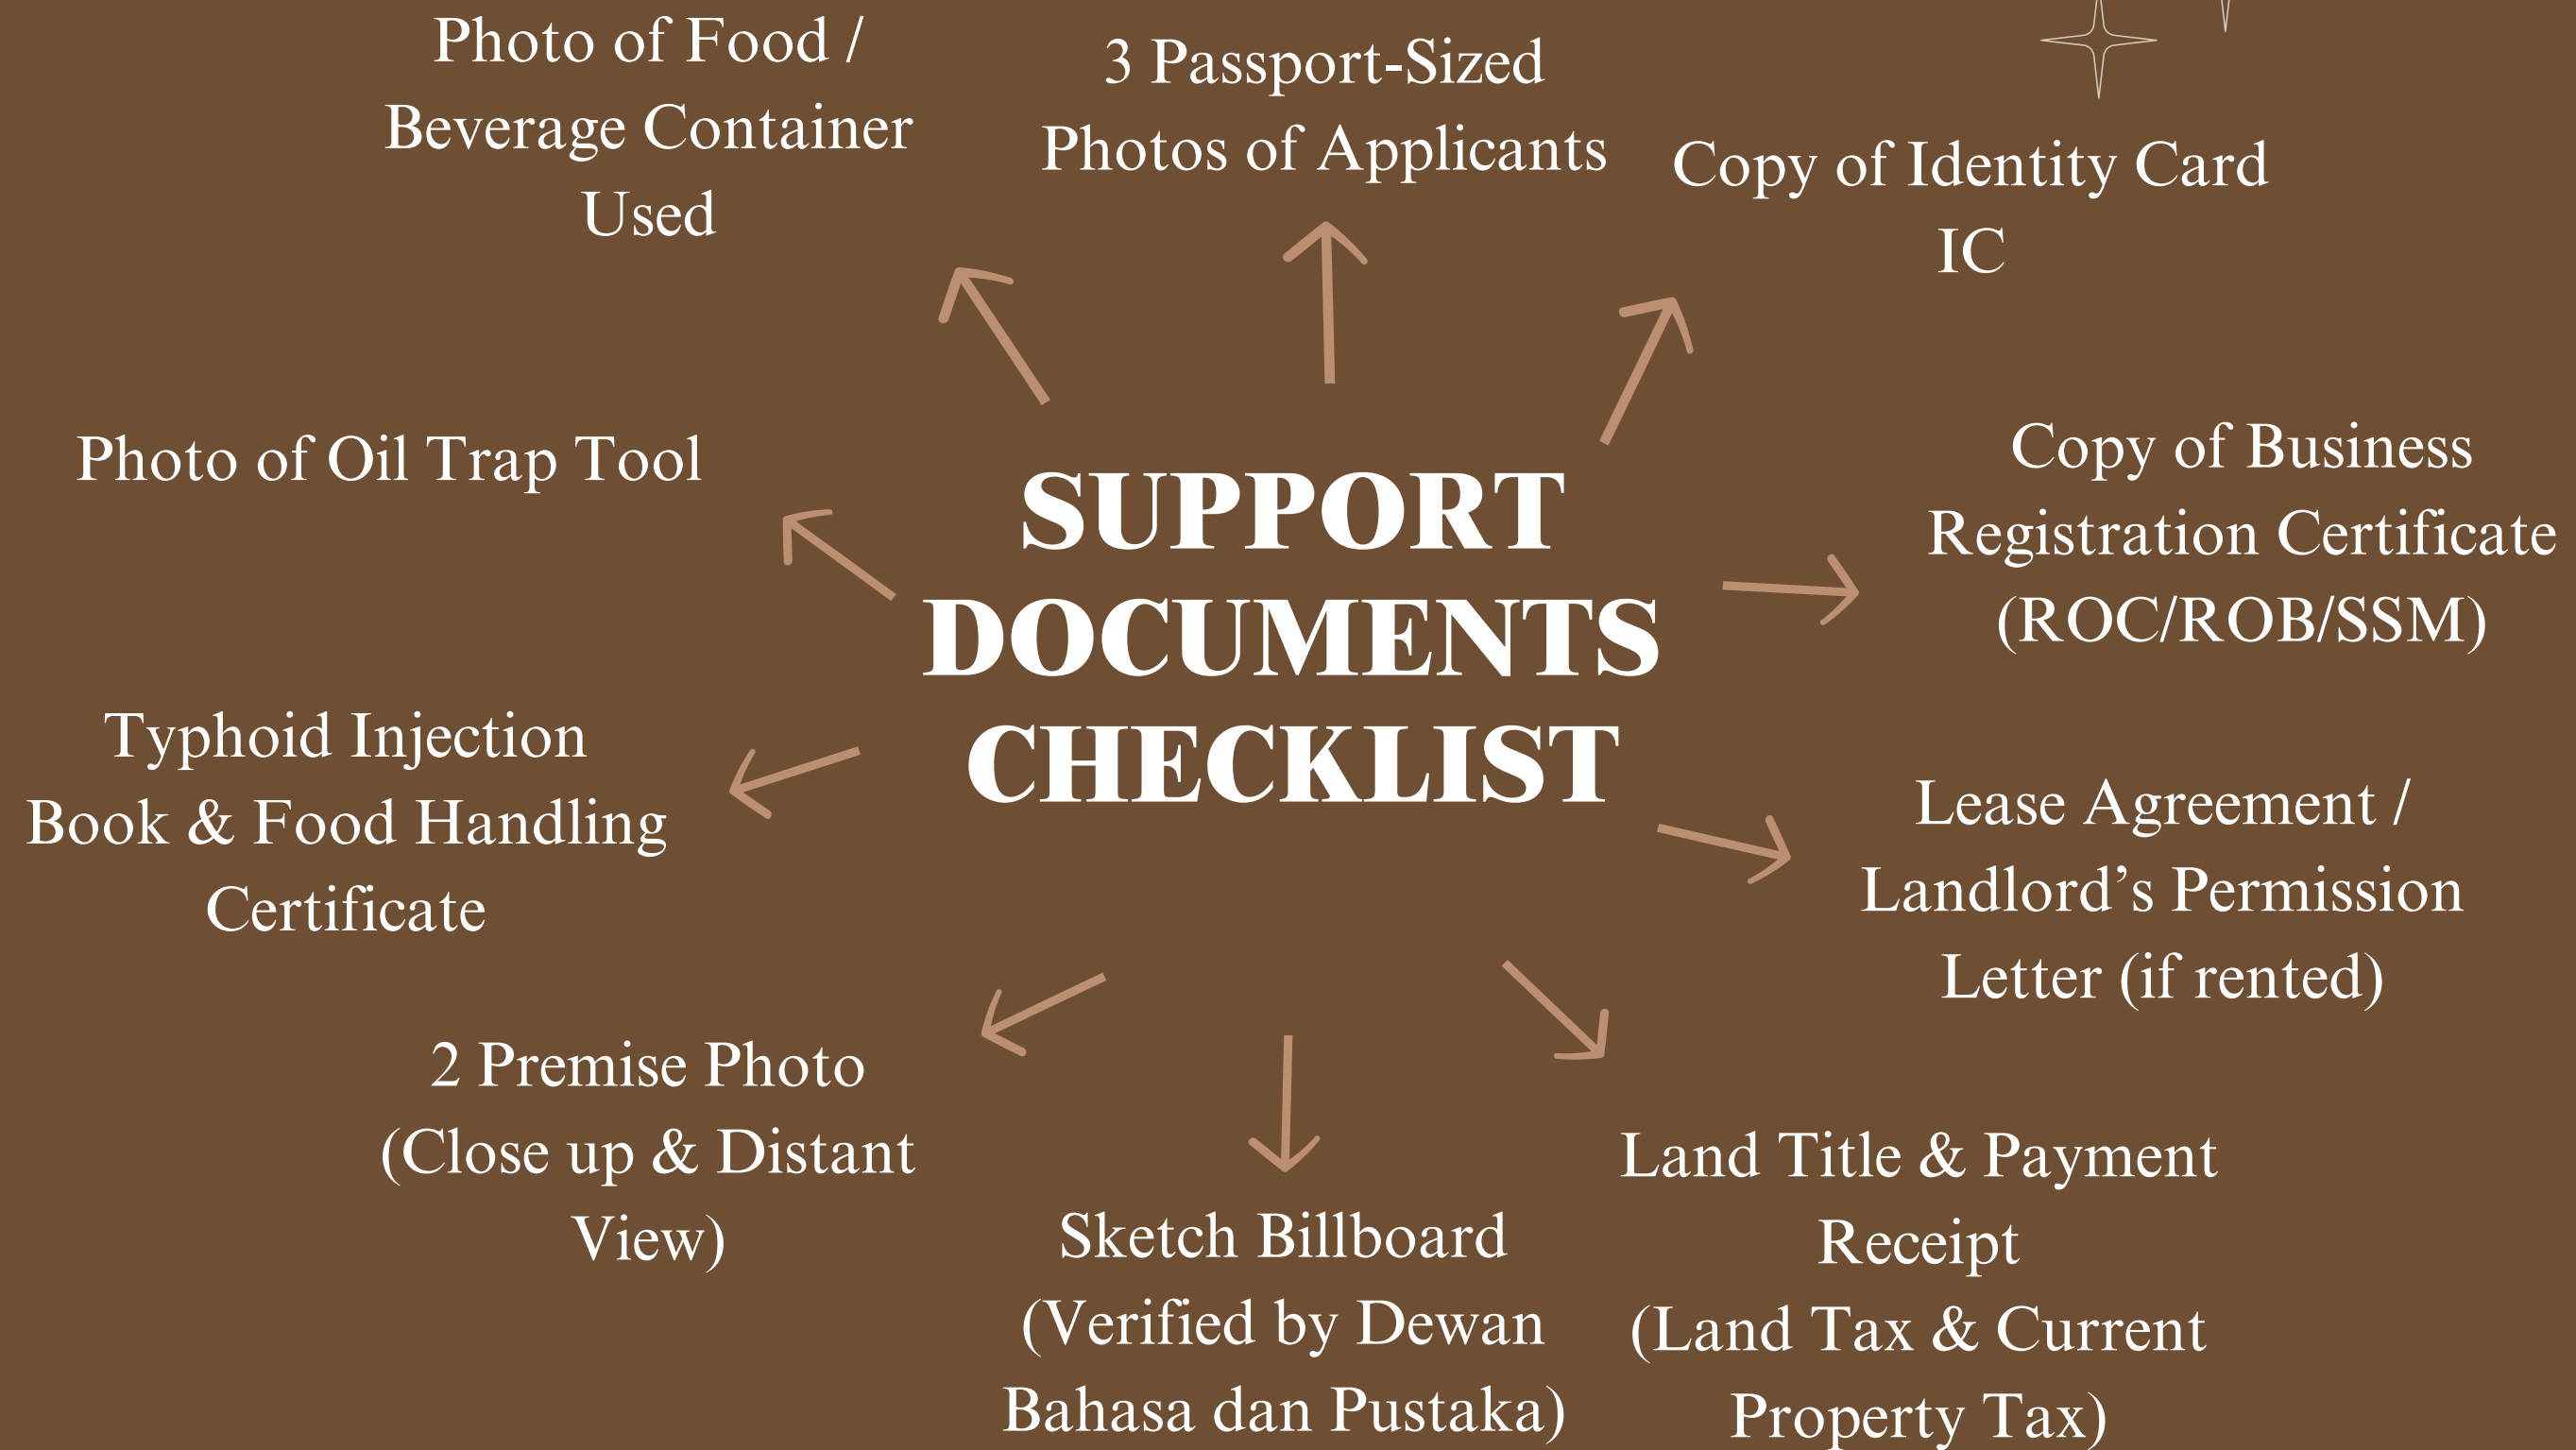 Photo of Food /
Beverage Container
Used
3 Passport-Sized
Photos of Applicants
Copy of Identity Card
IC
Photo of Oil Trap Tool
Copy of Business
Registration Certificate
(ROC/ROB/SSM)
SUPPORT
DOCUMENTS
CHECKLIST
Typhoid Injection
Book & Food Handling
Certificate
Lease Agreement /
Landlord’s Permission
Letter (if rented)
2 Premise Photo
(Close up & Distant
View)
Sketch Billboard
(Verified by Dewan
Bahasa dan Pustaka)
Land Title & Payment
Receipt
(Land Tax & Current
Property Tax)